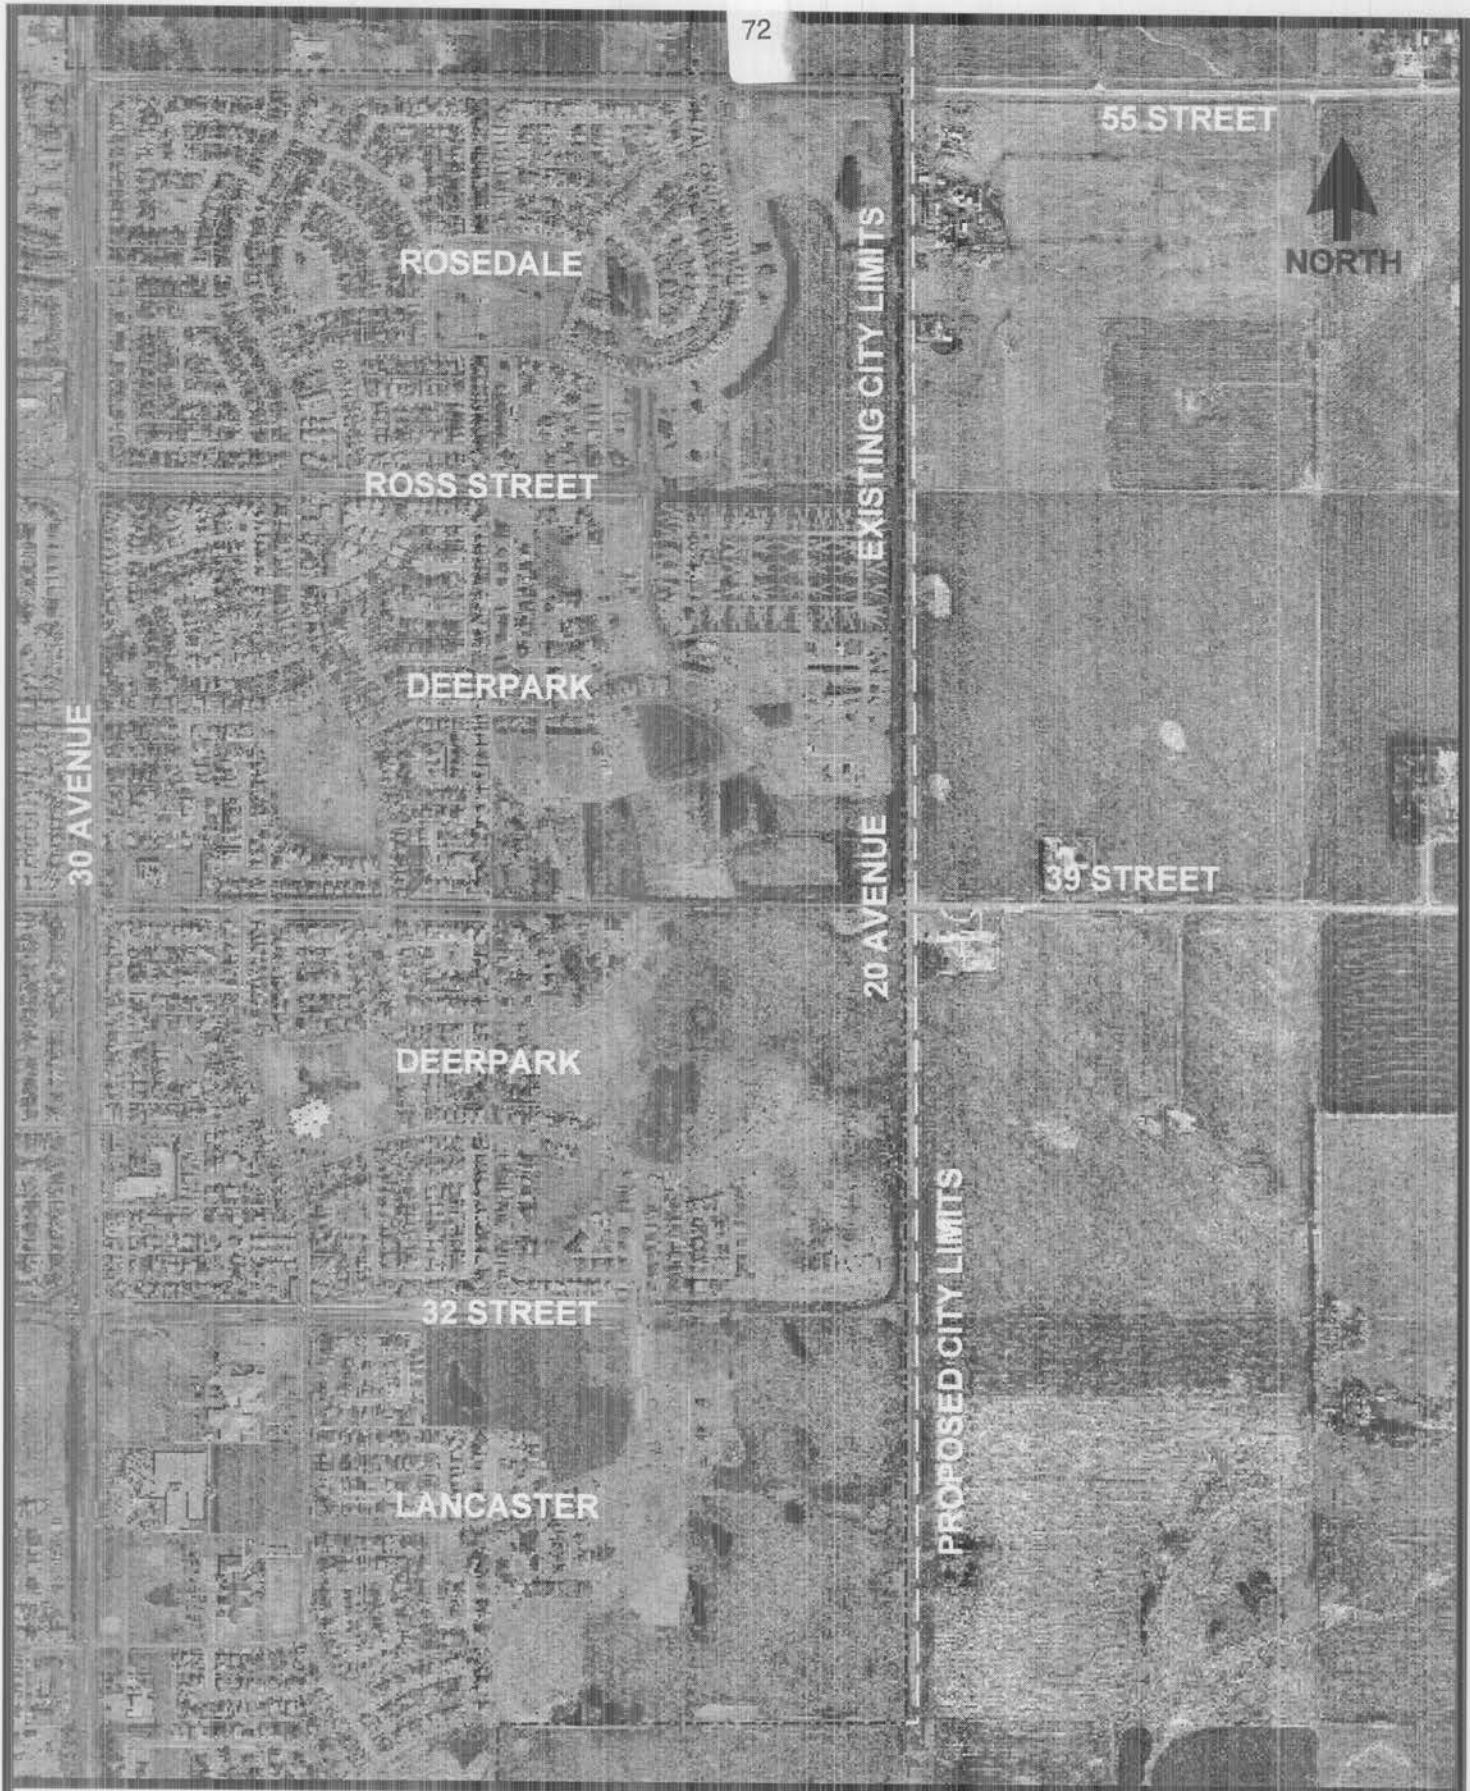 72
55 STREET
NORTH
ROSEDALE
EXISTING CITY LIMITS
ROSS STREET
DEERPARK
30 AVENUE
20 AVENUE
39 STREET
DEERPARK
PROPOSED CITY LIMITS
32 STREET
LANCASTER